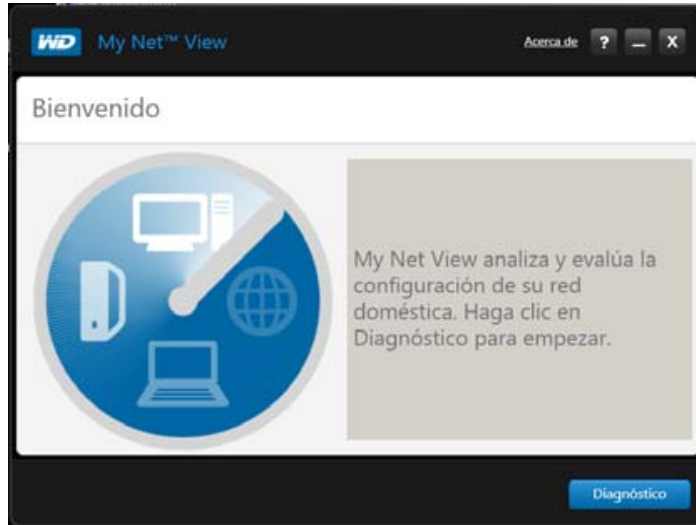 WD My Net™ View Acerca de ? – X
Bienvenido
My Net View analiza y evalúa la
configuración de su red
doméstica. Haga clic en
Diagnóstico para empezar.
Diagnóstico